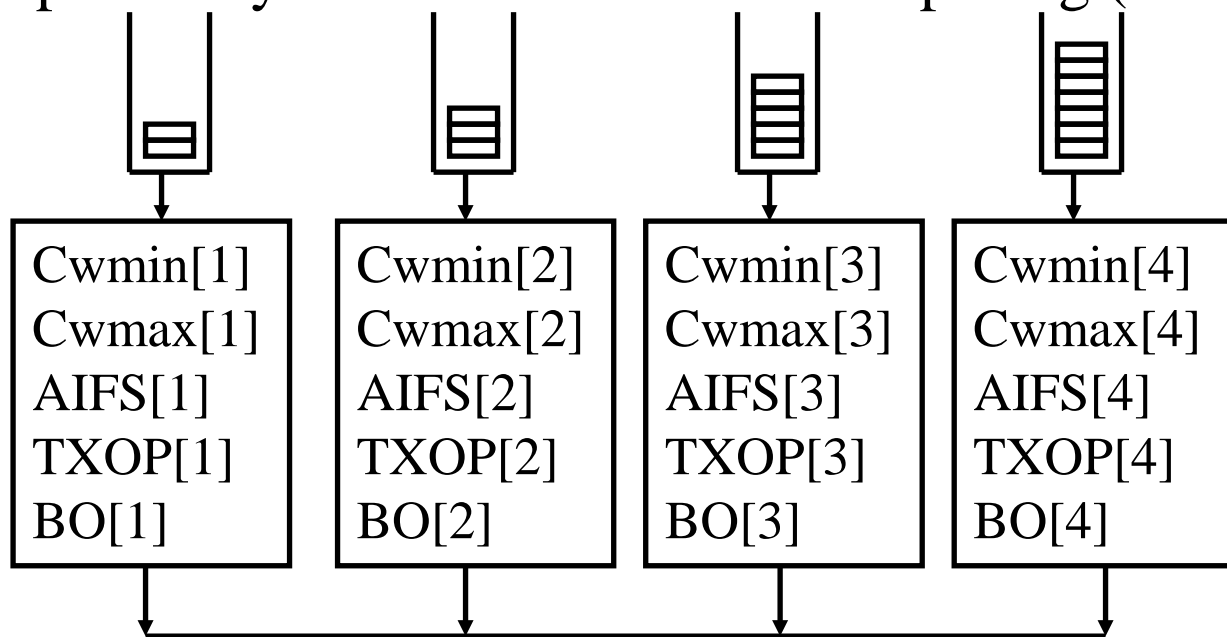 Cwmin[1]
Cwmax[1]
AIFS[1]
TXOP[1]
BO[1]
Cwmin[2]
Cwmax[2]
AIFS[2]
TXOP[2]
BO[2]
Cwmin[3]
Cwmax[3]
AIFS[3]
TXOP[3]
BO[3]
Cwmin[4]
Cwmax[4]
AIFS[4]
TXOP[4]
BO[4]